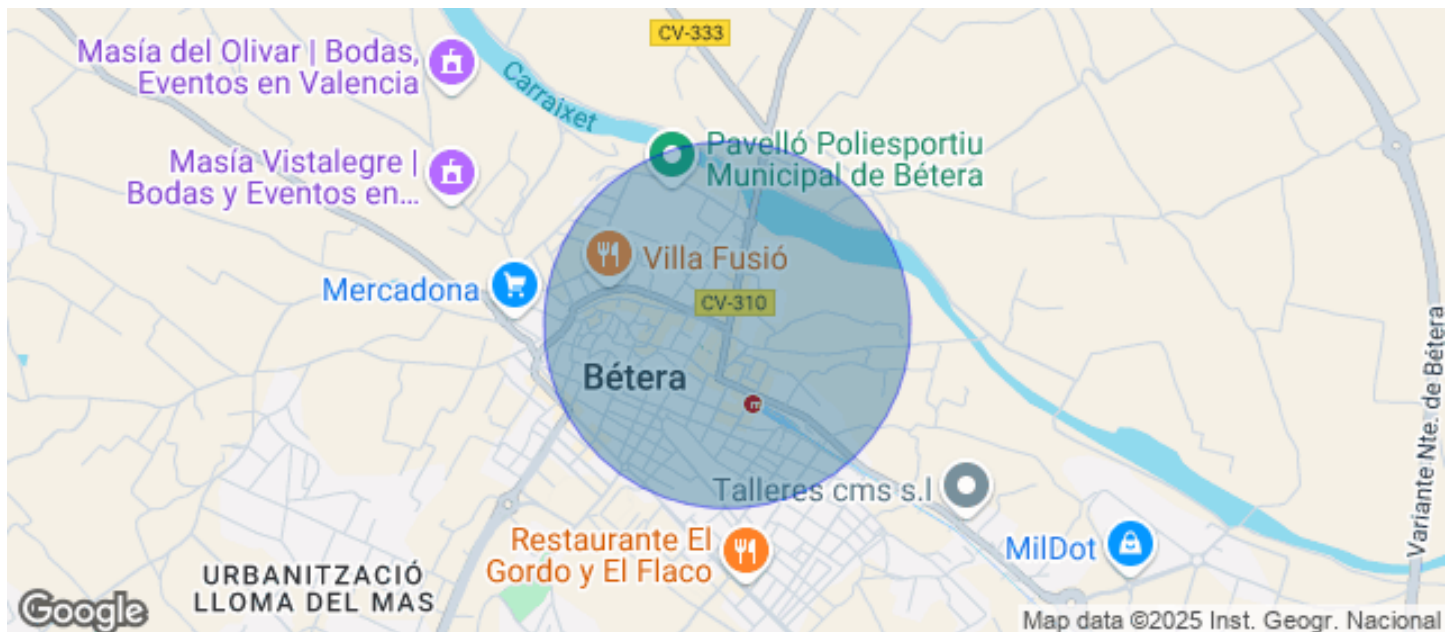 CV-333
Masía del Olivar | Bodas,
Eventos en Valencia
Carraixet
Pavelló Poliesportiu
Municipal de Bétera
Masía Vistalegre |
Bodas y Eventos en...
Villa Fusió
Mercadona
CV-310
Bétera
Variante Nte. de Bétera
Talleres cms s.l
Restaurante El
Gordo y El Flaco
MilDot
URBANITZACIÓ
LLOMA DEL MAS
Google
Map data ©2025 Inst. Geogr. Nacional